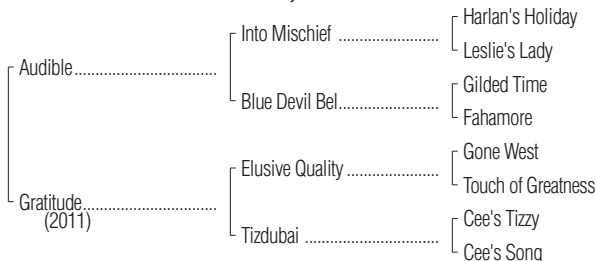 Harlan's Holiday
Into Mischief ....................
Leslie's Lady
Audible............................
Gilded Time
Blue Devil Bel....................
Fahamore
Gone West
Elusive Quality ..................
Touch of Greatness
Gratitude..........................
(2011)
Cee's Tizzy
Tizdubai ..........................
Cee's Song